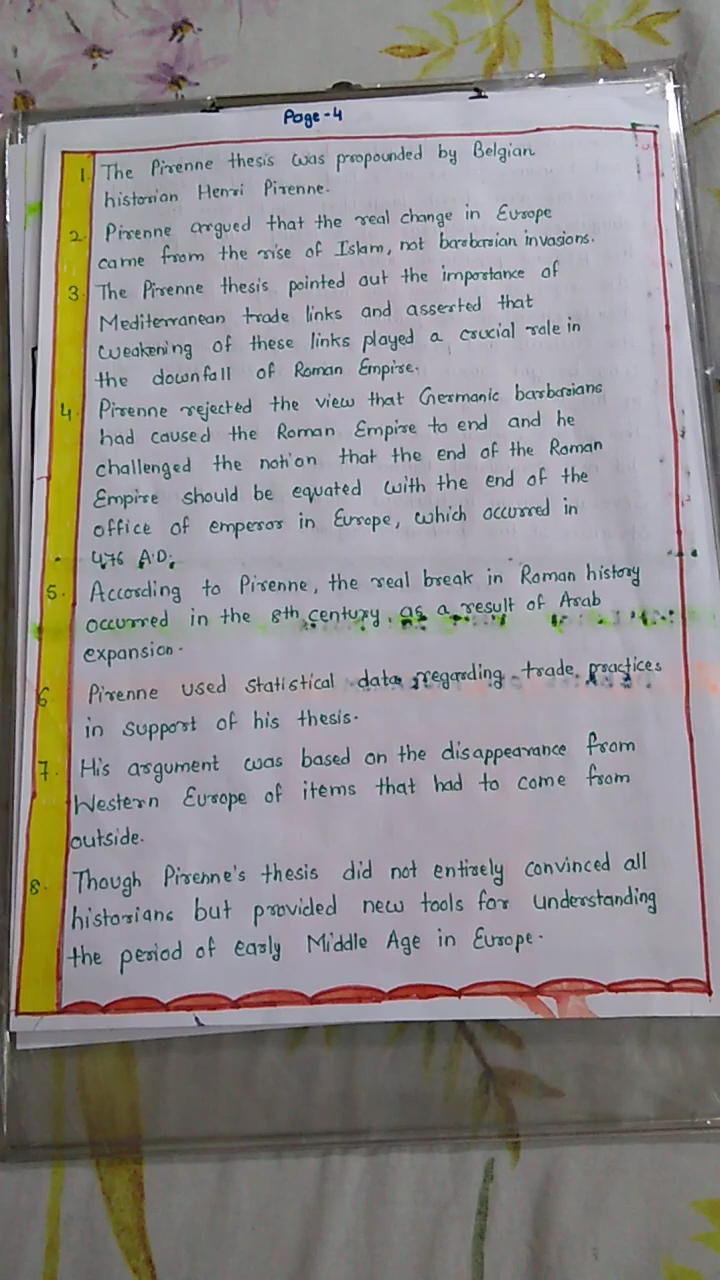 Page-4
1. The Pirenne thesis was propounded by Belgian
historian Henri Pirenne.
2. Pirenne argued that the real change in Europe
came from the rise of Islam, not barbarian invasions.
3. The Pirenne thesis pointed out the importance of
Mediterranean trade links and asserted that
weakening of these links played a crucial role in
the downfall of Roman Empire.
4. Pirenne rejected the view that Germanic barbarians
had caused the Roman Empire to end and he
challenged the notion that the end of the Roman
Empire should be equated with the end of the
office of emperor in Europe, which occurred in
476 A.D.
5. According to Pirenne, the real break in Roman history
occurred in the 8th century as a result of Arab
expansion.
6. Pirenne used statistical data regarding trade practices
in support of his thesis.
7. His argument was based on the disappearance from
Western Europe of items that had to come from
outside.
8. Though Pirenne's thesis did not entirely convinced all
historians but provided new tools for understanding
the period of early Middle Age in Europe.